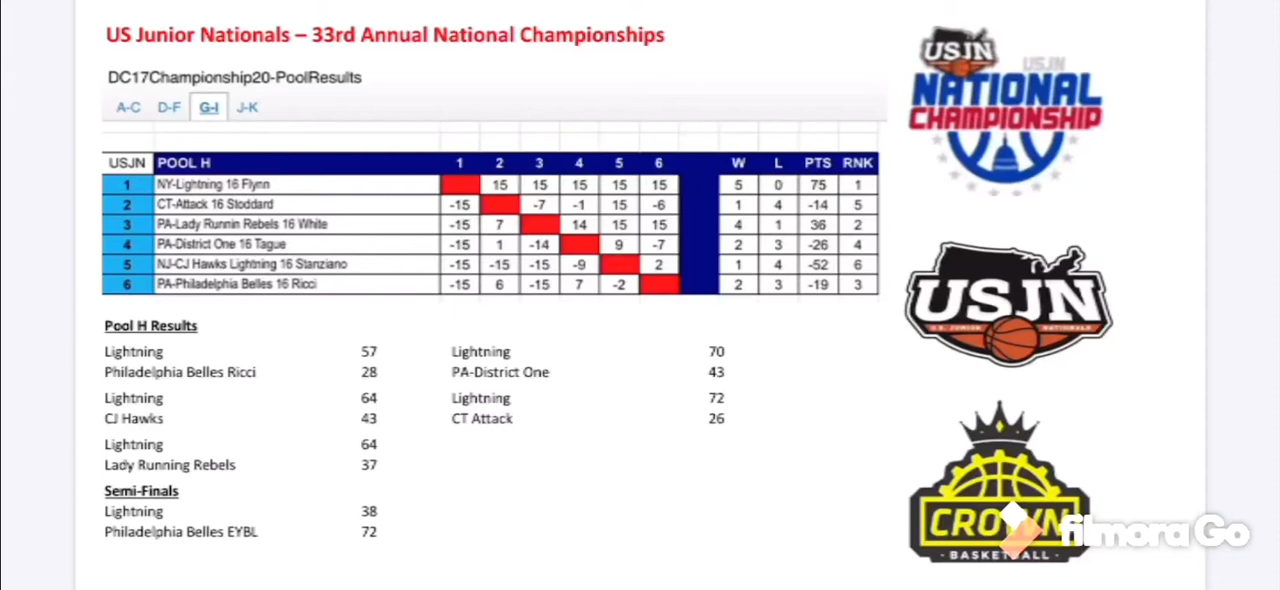 US Junior Nationals – 33rd Annual National Championships
DC17Championship20-PoolResults
A-C D-F G-I J-K
USJN POOL H 1 2 3 4 5 6 W L PTS RNK
1 NY-Lightning 16 Flynn 15 15 15 15 15 5 0 75 1
2 CT-Attack 16 Stoddard -15 -7 -1 15 -6 1 4 -14 5
3 PA-Lady Runnin Rebels 16 White -15 7 14 15 15 4 1 36 2
4 PA-District One 16 Tague -15 1 -14 9 -7 2 3 -26 4
5 NJ-CJ Hawks Lightning 16 Stanziano -15 -15 -15 -9 2 1 4 -52 6
6 PA-Philadelphia Belles 16 Ricci -15 6 -15 7 -2 2 3 -19 3
Pool H Results
Lightning 57 Lightning 70
Philadelphia Belles Ricci 28 PA-District One 43
Lightning 64 Lightning 72
CJ Hawks 43 CT Attack 26
Lightning 64
Lady Running Rebels 37
Semi-Finals
Lightning 38
Philadelphia Belles EYBL 72
USJN
USJN
NATIONAL
CHAMPIONSHIP
USJN
U.S. JUNIOR NATIONALS
CROWN
- BASKETBALL -
filmora Go